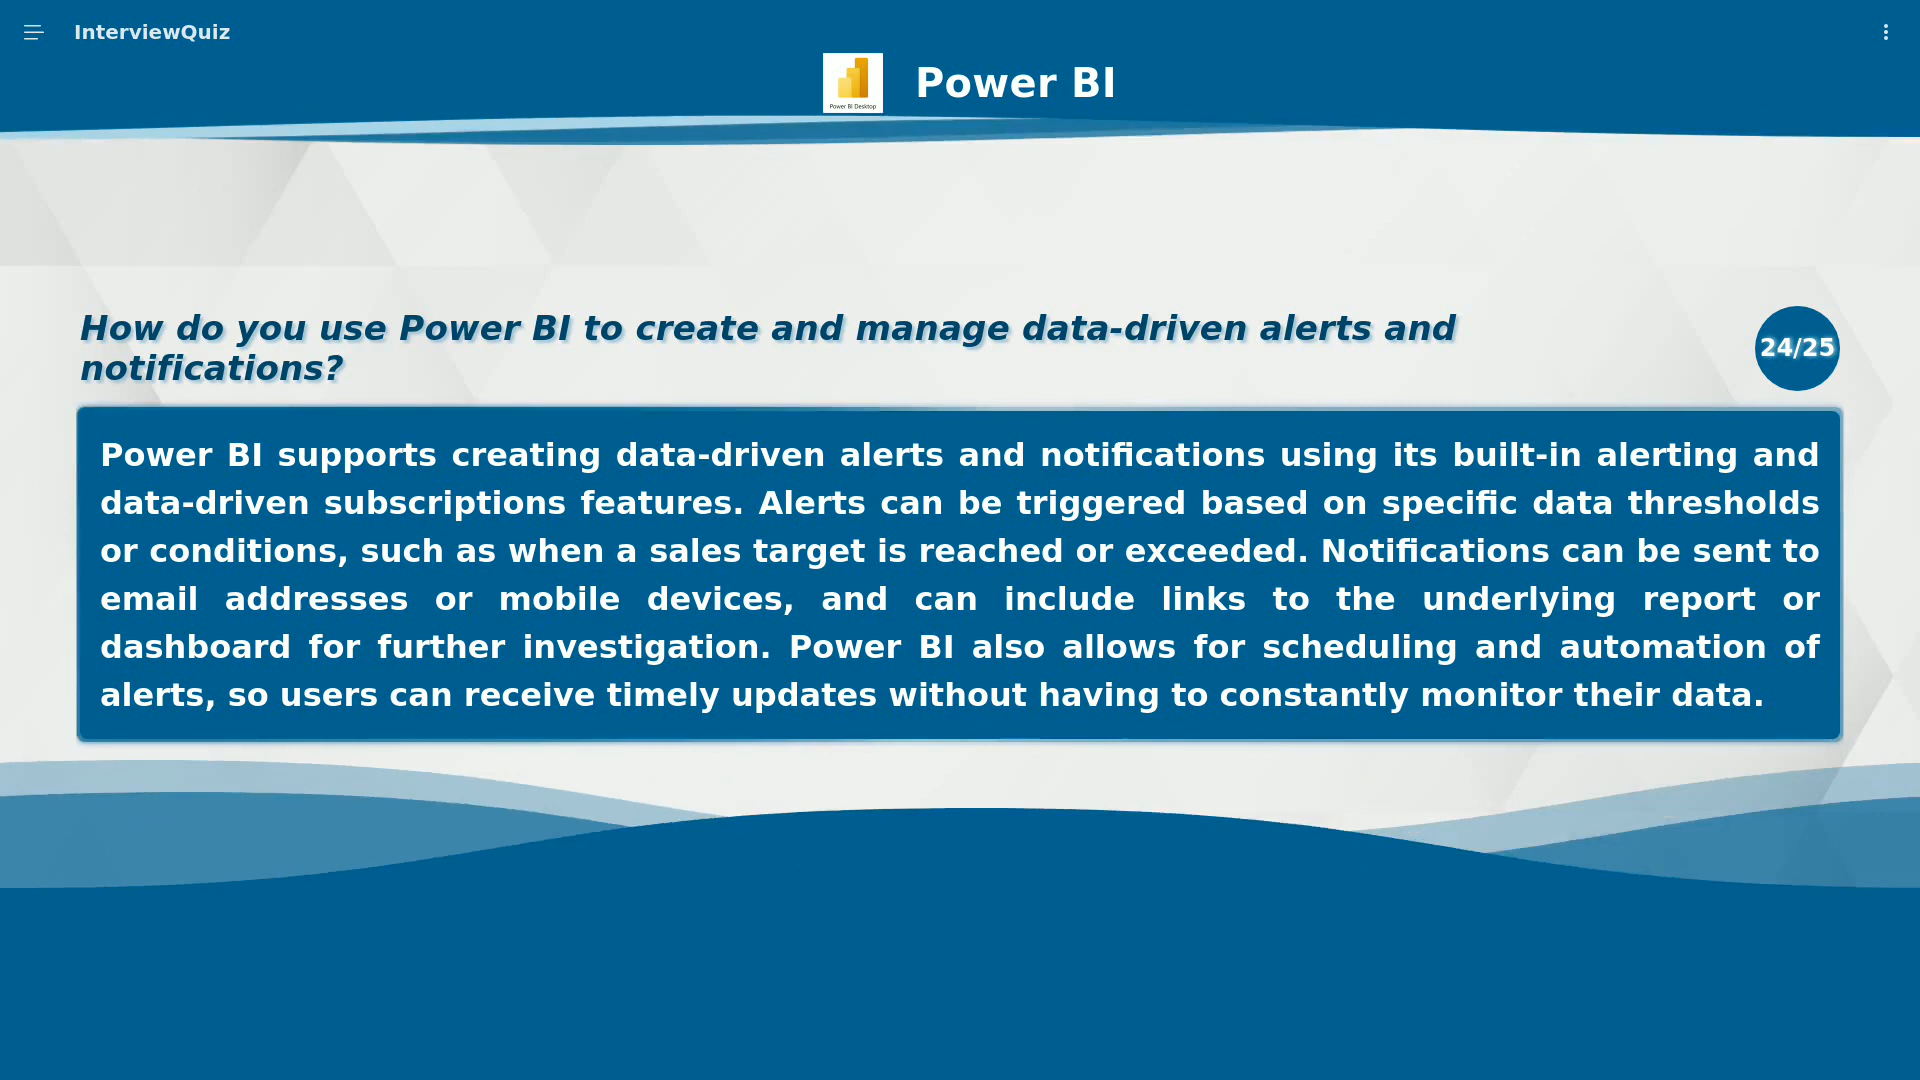 InterviewQuiz
Power BI Desktop
Power BI
How do you use Power BI to create and manage data-driven alerts and
notifications?
24/25
Power BI supports creating data-driven alerts and notifications using its built-in alerting and
data-driven subscriptions features. Alerts can be triggered based on specific data thresholds
or conditions, such as when a sales target is reached or exceeded. Notifications can be sent to
email addresses or mobile devices, and can include links to the underlying report or
dashboard for further investigation. Power BI also allows for scheduling and automation of
alerts, so users can receive timely updates without having to constantly monitor their data.